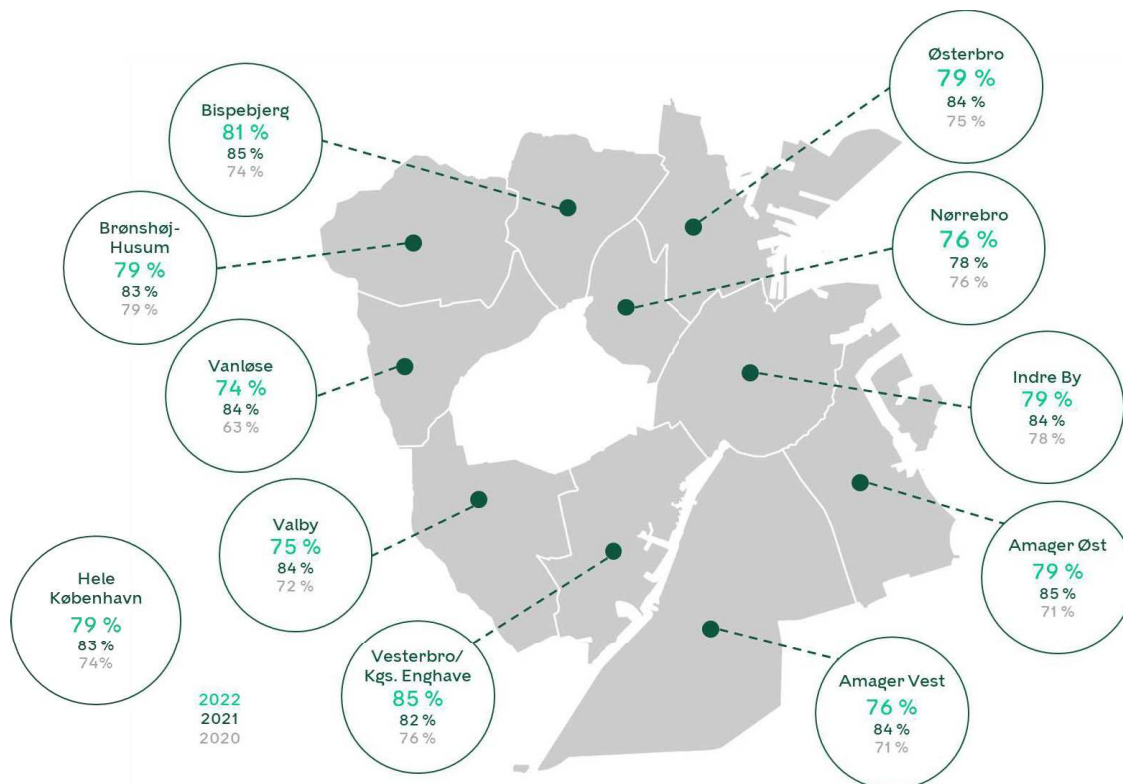 Østerbro
79 %
84 %
75 %
Bispebjerg
81 %
85 %
74 %
Nørrebro
76 %
78 %
76 %
Brønshøj-
Husum
79 %
83 %
79 %
Vanløse
74 %
84 %
63 %
Indre By
79 %
84 %
78 %
Valby
75 %
84 %
72 %
Amager Øst
79 %
85 %
71 %
Hele
København
79 %
83 %
74%
Vesterbro/
Kgs. Enghave
85 %
82 %
76 %
Amager Vest
76 %
84 %
71 %
2022
2021
2020